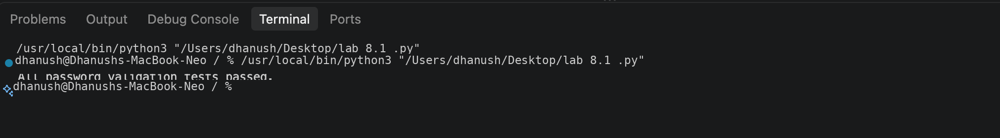 Problems Output Debug Console Terminal Ports
/usr/local/bin/python3 "/Users/dhanush/Desktop/lab 8.1 .py"
dhanush@Dhanushs-MacBook-Neo / % /usr/local/bin/python3 "/Users/dhanush/Desktop/lab 8.1 .py"
All password validation tests passed.
dhanush@Dhanushs-MacBook-Neo / %